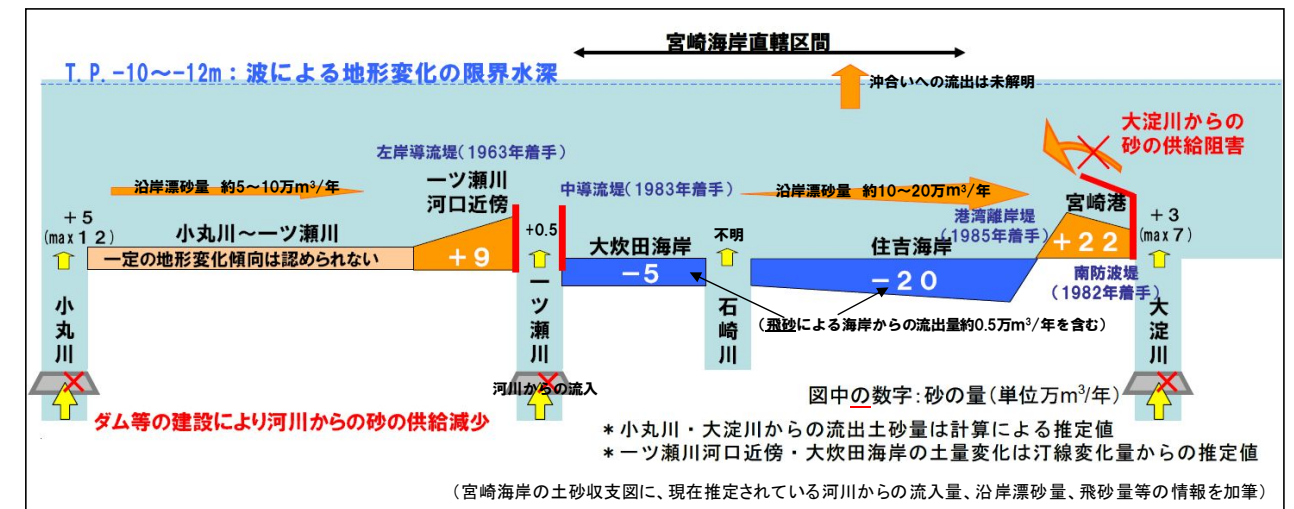 宮崎海岸直轄区間
T.P.-10～-12m：波による地形変化の限界水深
沖合いへの流出は未解明
大淀川からの
砂の供給阻害
左岸導流堤（1963年着手）
一ツ瀬川
河口近傍
沿岸漂砂量 約5～10万m³/年
中導流堤（1983年着手）
沿岸漂砂量 約10～20万m³/年
宮崎港
港湾離岸堤
（1985年着手）
＋5
(max12)
小丸川～一ツ瀬川
一定の地形変化傾向は認められない
＋9
+0.5
大炊田海岸
－5
不明
住吉海岸
－20
＋22
＋3
(max7)
南防波堤
（1982年着手）
（飛砂による海岸からの流出量約0.5万m³/年を含む）
小丸川
一ツ瀬川
石崎川
大淀川
河川からの流入
ダム等の建設により河川からの砂の供給減少
図中の数字：砂の量（単位万m³/年）
＊小丸川・大淀川からの流出土砂量は計算による推定値
＊一ツ瀬川河口近傍・大炊田海岸の土量変化は汀線変化量からの推定値
（宮崎海岸の土砂収支図に、現在推定されている河川からの流入量、沿岸漂砂量、飛砂量等の情報を加筆）